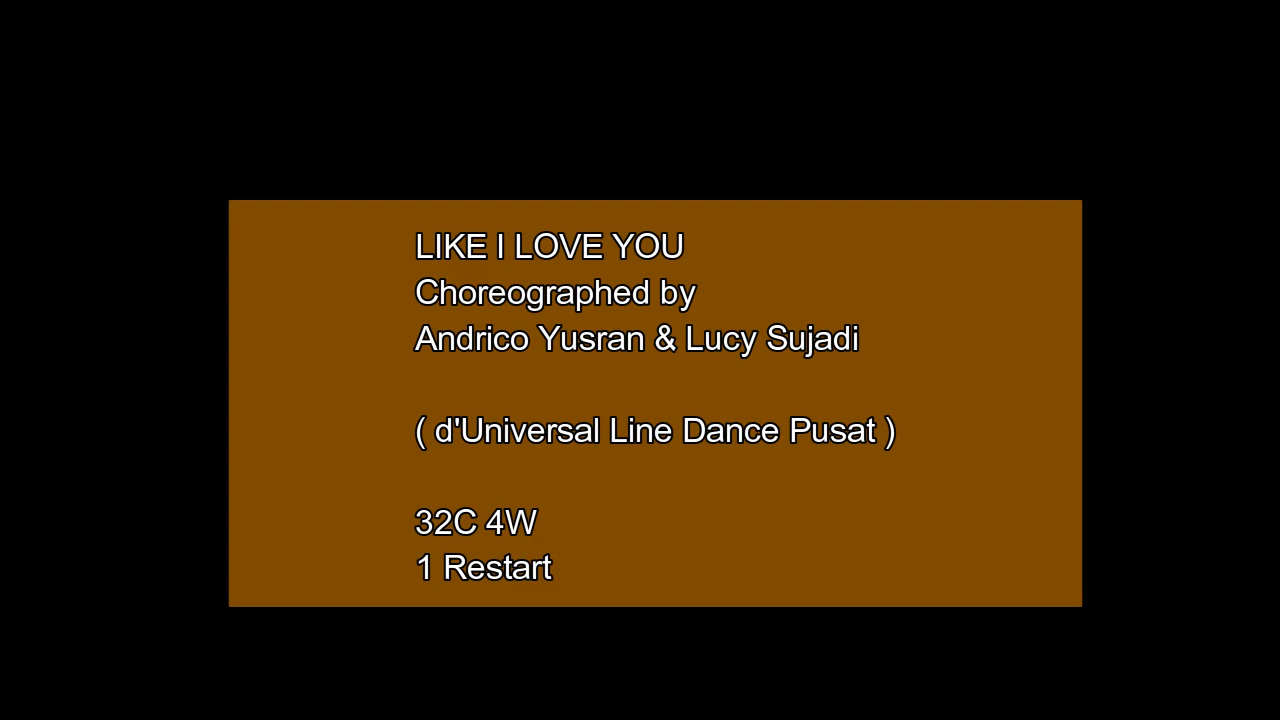 LIKE I LOVE YOU
Choreographed by
Andrico Yusran & Lucy Sujadi
( d'Universal Line Dance Pusat )
32C 4W
1 Restart